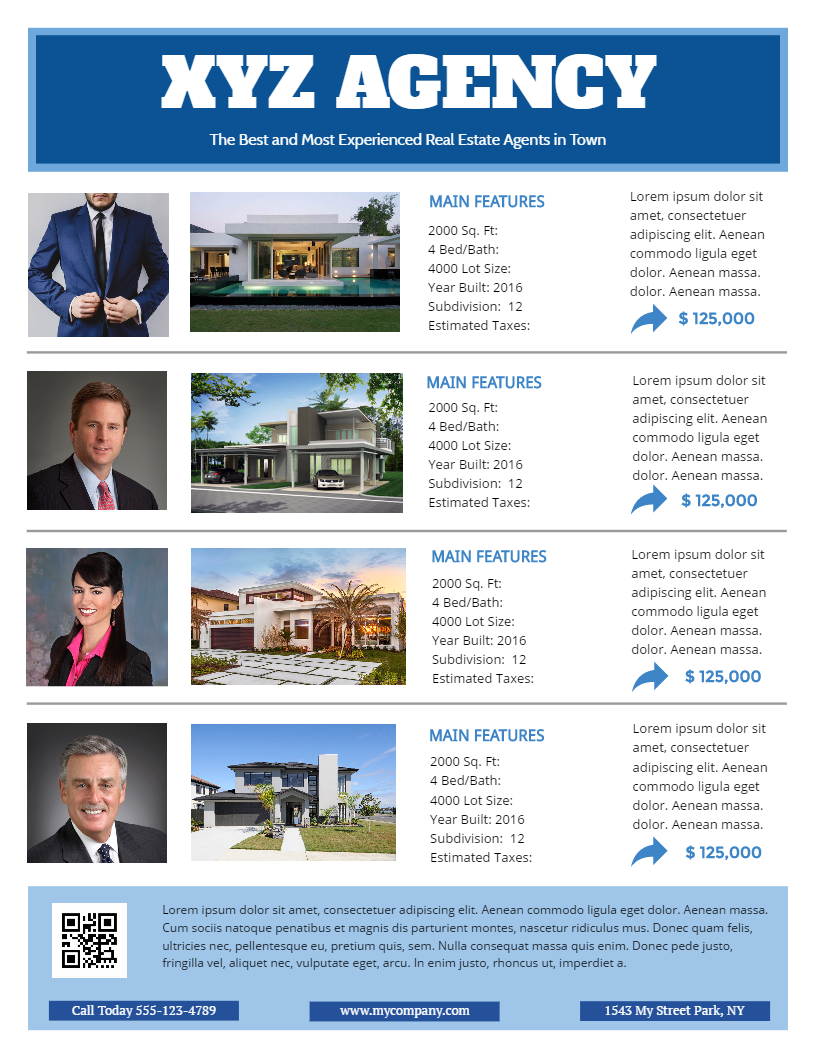 XYZ AGENCY
The Best and Most Experienced Real Estate Agents in Town
MAIN FEATURES
2000 Sq. Ft:
4 Bed/Bath:
4000 Lot Size:
Year Built: 2016
Subdivision:  12
Estimated Taxes:
Lorem ipsum dolor sit
amet, consectetuer
adipiscing elit. Aenean
commodo ligula eget
dolor. Aenean massa.
dolor. Aenean massa.
$ 125,000
MAIN FEATURES
2000 Sq. Ft:
4 Bed/Bath:
4000 Lot Size:
Year Built: 2016
Subdivision:  12
Estimated Taxes:
Lorem ipsum dolor sit
amet, consectetuer
adipiscing elit. Aenean
commodo ligula eget
dolor. Aenean massa.
dolor. Aenean massa.
$ 125,000
MAIN FEATURES
2000 Sq. Ft:
4 Bed/Bath:
4000 Lot Size:
Year Built: 2016
Subdivision:  12
Estimated Taxes:
Lorem ipsum dolor sit
amet, consectetuer
adipiscing elit. Aenean
commodo ligula eget
dolor. Aenean massa.
dolor. Aenean massa.
$ 125,000
MAIN FEATURES
2000 Sq. Ft:
4 Bed/Bath:
4000 Lot Size:
Year Built: 2016
Subdivision:  12
Estimated Taxes:
Lorem ipsum dolor sit
amet, consectetuer
adipiscing elit. Aenean
commodo ligula eget
dolor. Aenean massa.
dolor. Aenean massa.
$ 125,000
Lorem ipsum dolor sit amet, consectetuer adipiscing elit. Aenean commodo ligula eget dolor. Aenean massa.
Cum sociis natoque penatibus et magnis dis parturient montes, nascetur ridiculus mus. Donec quam felis,
ultricies nec, pellentesque eu, pretium quis, sem. Nulla consequat massa quis enim. Donec pede justo,
fringilla vel, aliquet nec, vulputate eget, arcu. In enim justo, rhoncus ut, imperdiet a.
Call Today 555-123-4789
www.mycompany.com
1543 My Street Park, NY